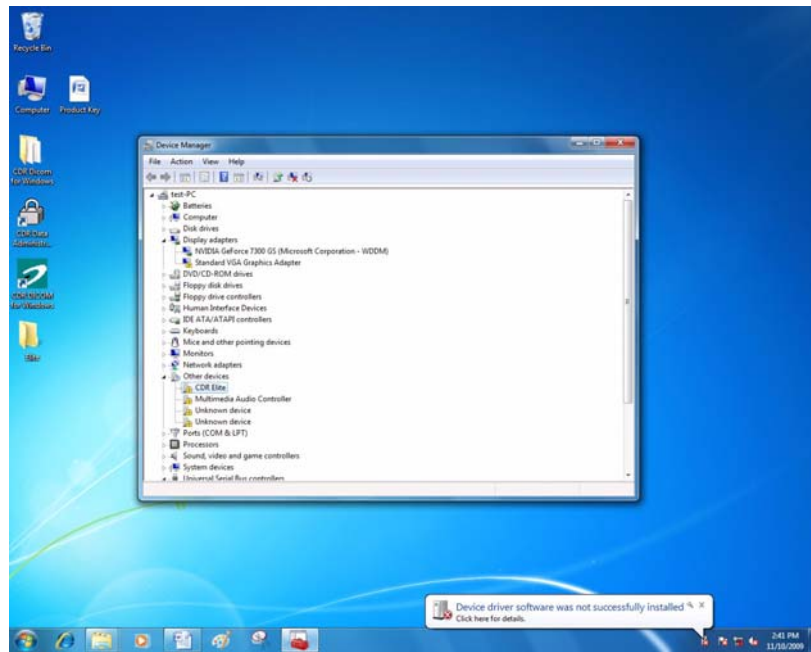 Recycle Bin
Computer
Product Key
CDR Dicom
for Windows
CDR Data
Administr...
CDR DICOM
for Windows
Elite
Device Manager
File Action View Help
test-PC
Batteries
Computer
Disk drives
Display adapters
NVIDIA GeForce 7300 GS (Microsoft Corporation - WDDM)
Standard VGA Graphics Adapter
DVD/CD-ROM drives
Floppy disk drives
Floppy drive controllers
Human Interface Devices
IDE ATA/ATAPI controllers
Keyboards
Mice and other pointing devices
Monitors
Network adapters
Other devices
CDR Elite
Multimedia Audio Controller
Unknown device
Unknown device
Ports (COM & LPT)
Processors
Sound, video and game controllers
System devices
Universal Serial Bus controllers
Device driver software was not successfully installed
Click here for details.
2:41 PM
11/10/2009